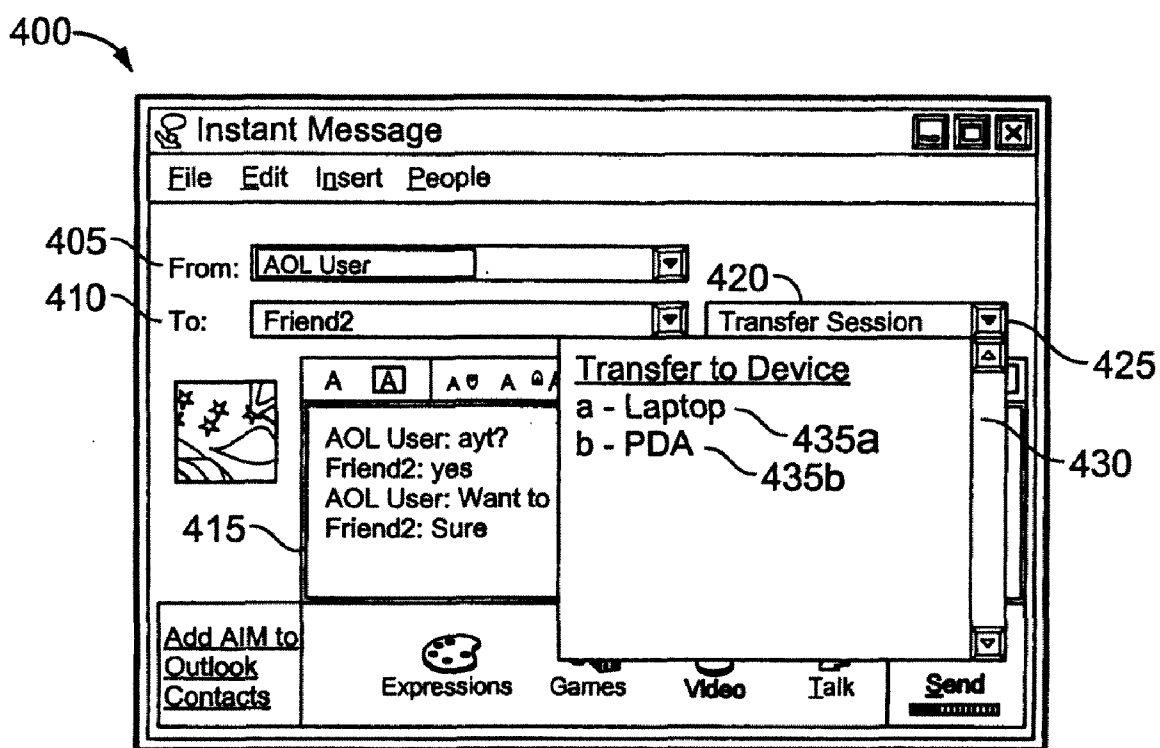 400
Instant Message
File Edit Insert People
405
From: AOL User
410
420
To: Friend2 Transfer Session
425
A A A A A
Transfer to Device
a - Laptop
435a
b - PDA
435b
430
AOL User: ayt?
Friend2: yes
AOL User: Want to
Friend2: Sure
415
Add AIM to
Outlook
Contacts
Expressions Games Video Talk Send